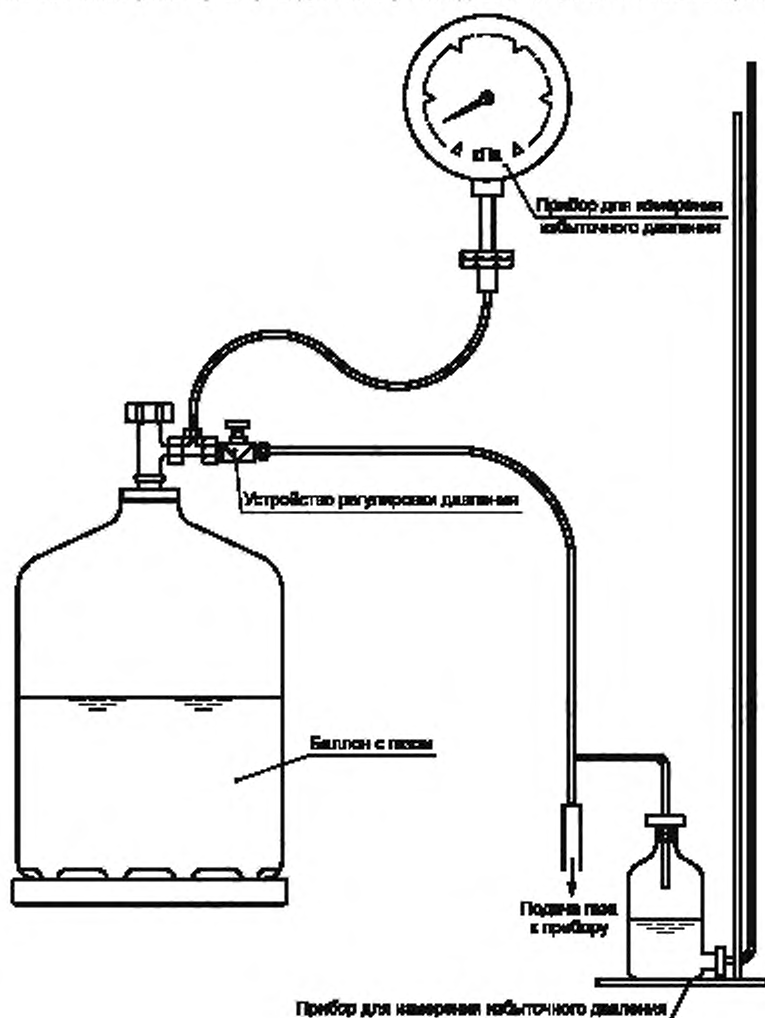 кПа
Прибор для измерения
избыточного давления
Устройство регулировки давления
Баллон с газом
Подача газа
к прибору
Прибор для измерения избыточного давления